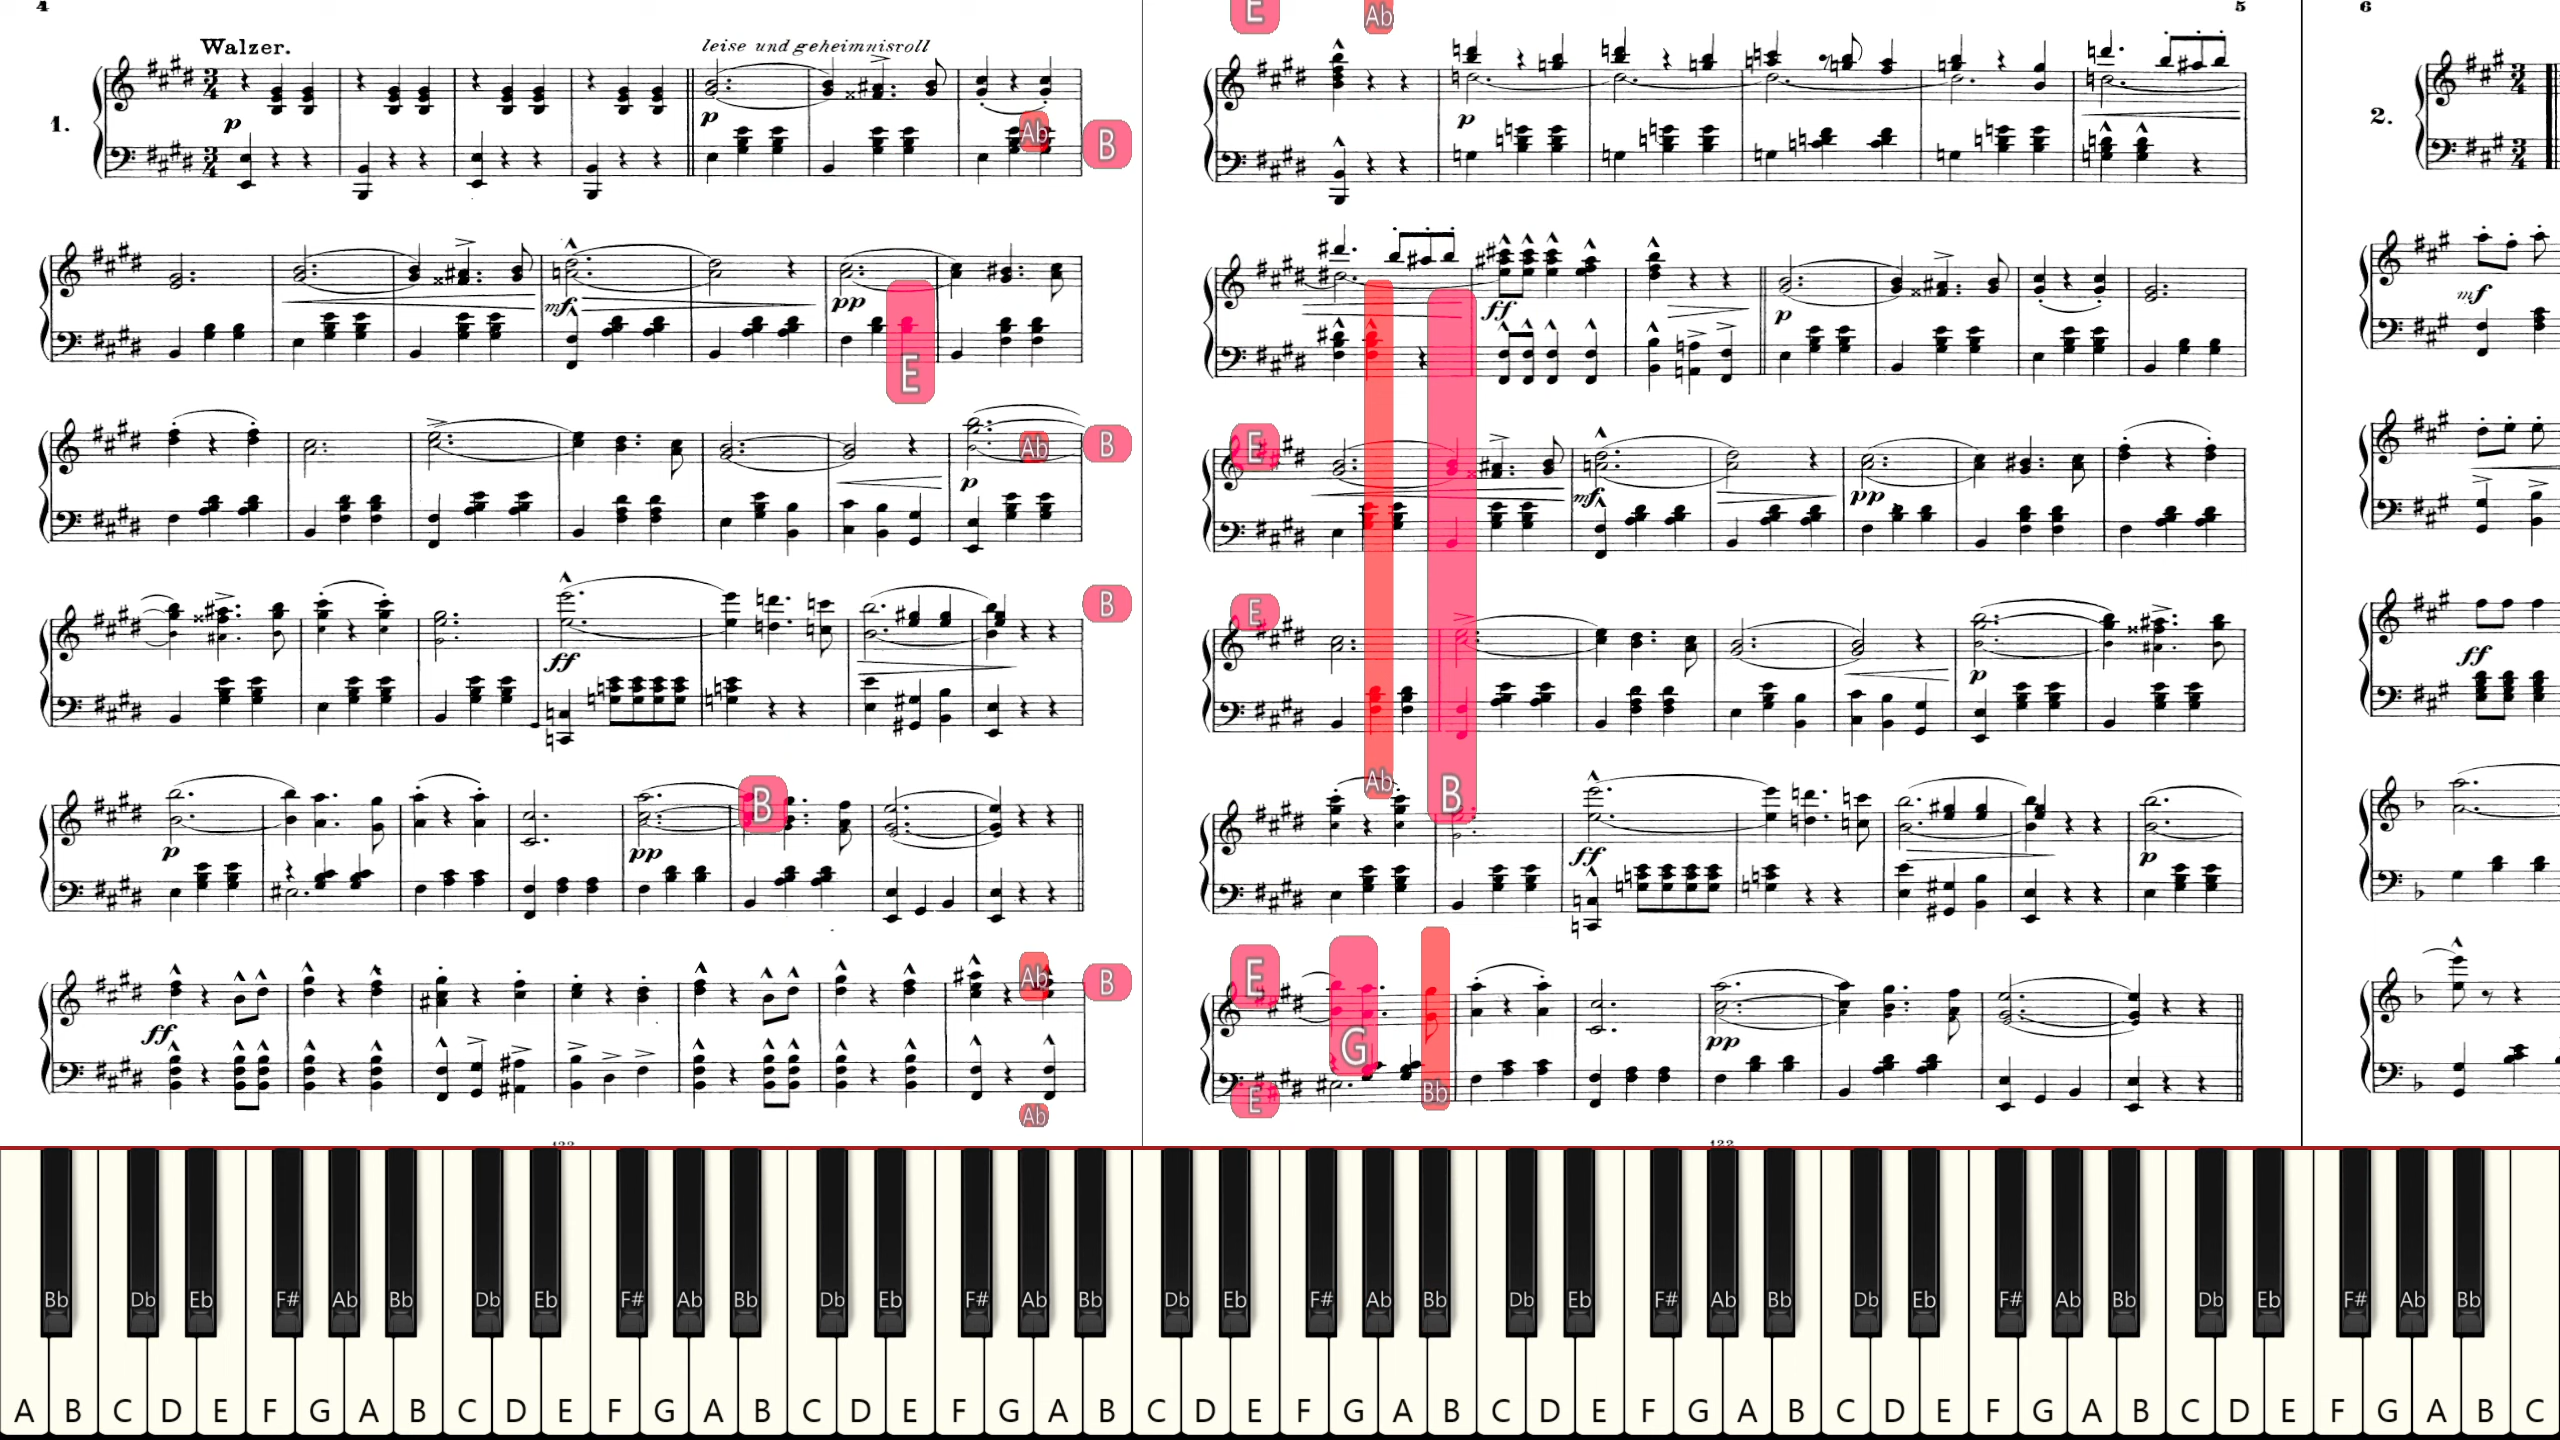 4
Walzer.
leise und geheimnisvoll
1.
p p
Ab B
mf pp
E
Ab B
p
B
ff
B
p pp
Ab B
ff
Ab
E Ab 5
p
ff p
E
mf pp
E
p
Ab B
ff p
E G Bb
pp
E
6
2.
mf
ff
Bb Db Eb F# Ab Bb Db Eb F# Ab Bb Db Eb F# Ab Bb Db Eb F# Ab Bb Db Eb F# Ab Bb Db Eb F# Ab Bb Db Eb F# Ab Bb
A B C D E F G A B C D E F G A B C D E F G A B C D E F G A B C D E F G A B C D E F G A B C D E F G A B C